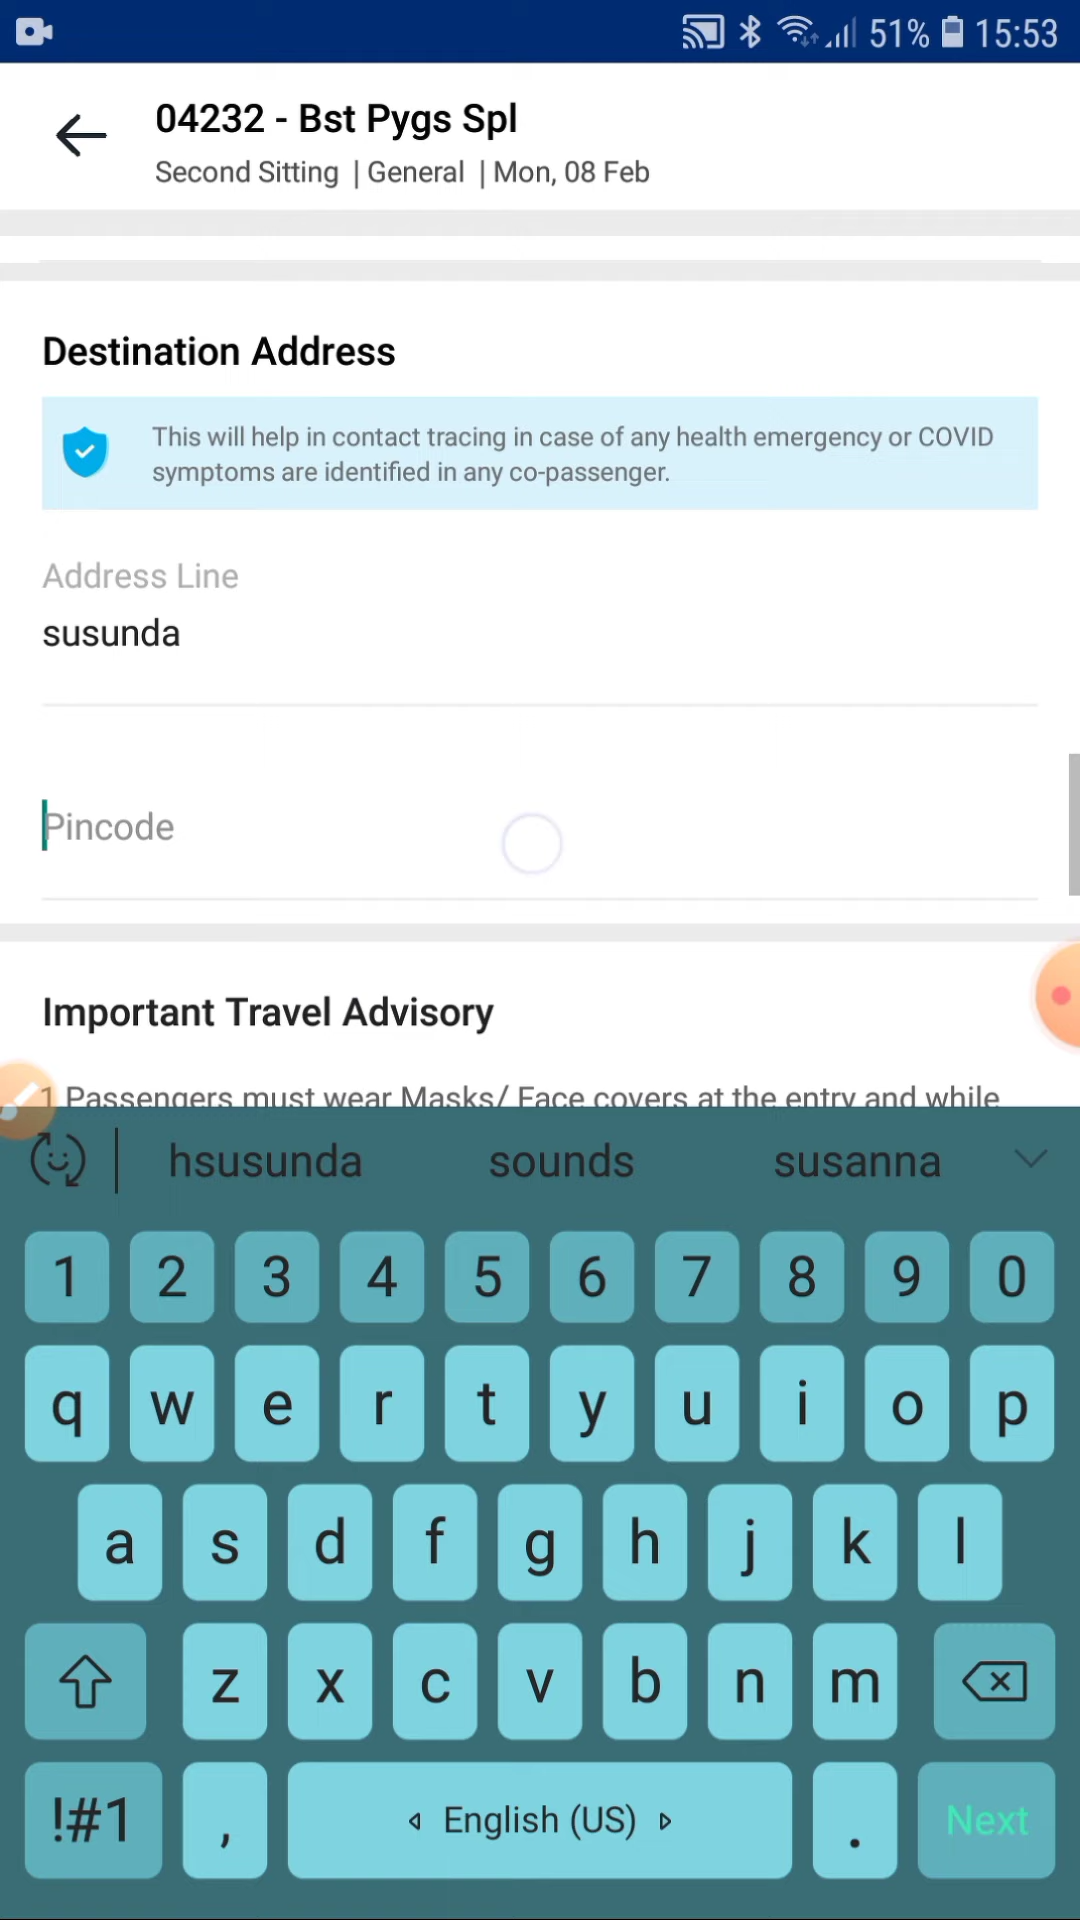 51% 15:53
04232 - Bst Pygs Spl
Second Sitting | General | Mon, 08 Feb
Destination Address
This will help in contact tracing in case of any health emergency or COVID
symptoms are identified in any co-passenger.
Address Line
susunda
Pincode
Important Travel Advisory
1. Passengers must wear Masks/ Face covers at the entry and while
hsusunda sounds susanna
1 2 3 4 5 6 7 8 9 0
q w e r t y u i o p
a s d f g h j k l
z x c v b n m
!#1 , English (US) . Next